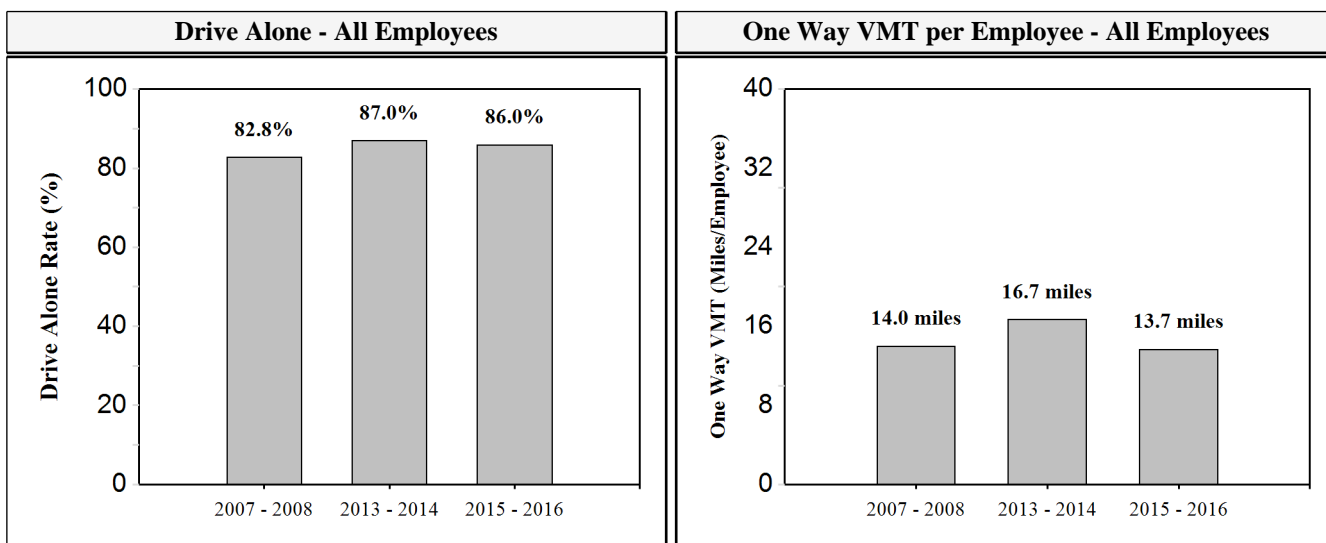 Drive Alone - All Employees
100
80
60
40
20
0
Drive Alone Rate (%)
82.8%
87.0%
86.0%
2007 - 2008
2013 - 2014
2015 - 2016
One Way VMT per Employee - All Employees
40
32
24
16
8
0
One Way VMT (Miles/Employee)
14.0 miles
16.7 miles
13.7 miles
2007 - 2008
2013 - 2014
2015 - 2016